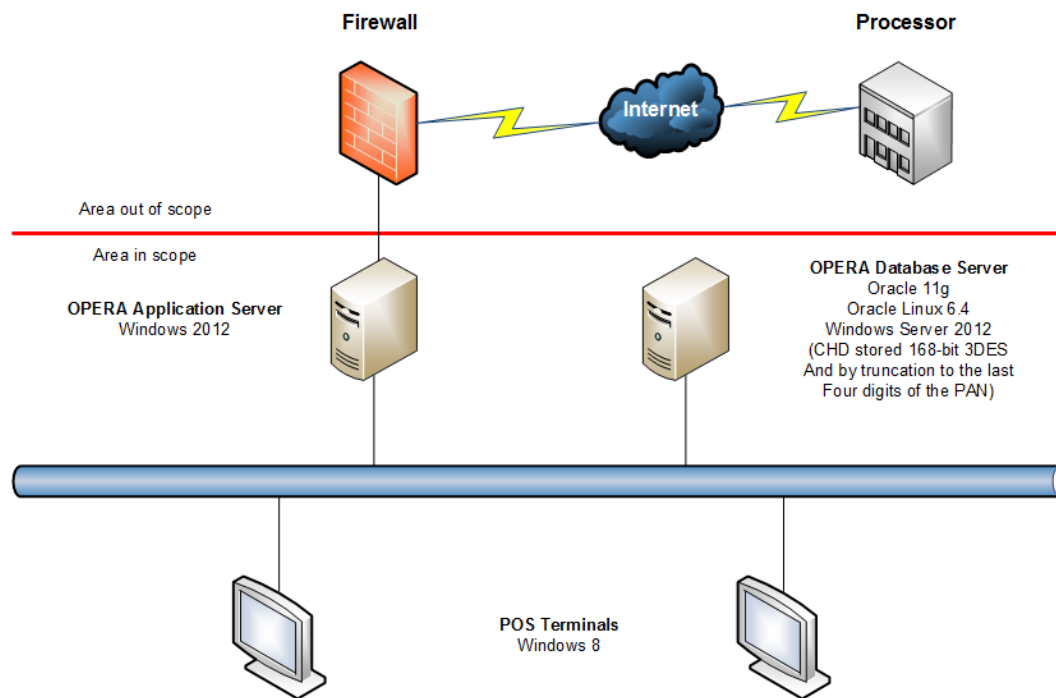 Firewall
Processor
Internet
Area out of scope
Area in scope
OPERA Application Server
Windows 2012
OPERA Database Server
Oracle 11g
Oracle Linux 6.4
Windows Server 2012
(CHD stored 168-bit 3DES
And by truncation to the last
Four digits of the PAN)
POS Terminals
Windows 8